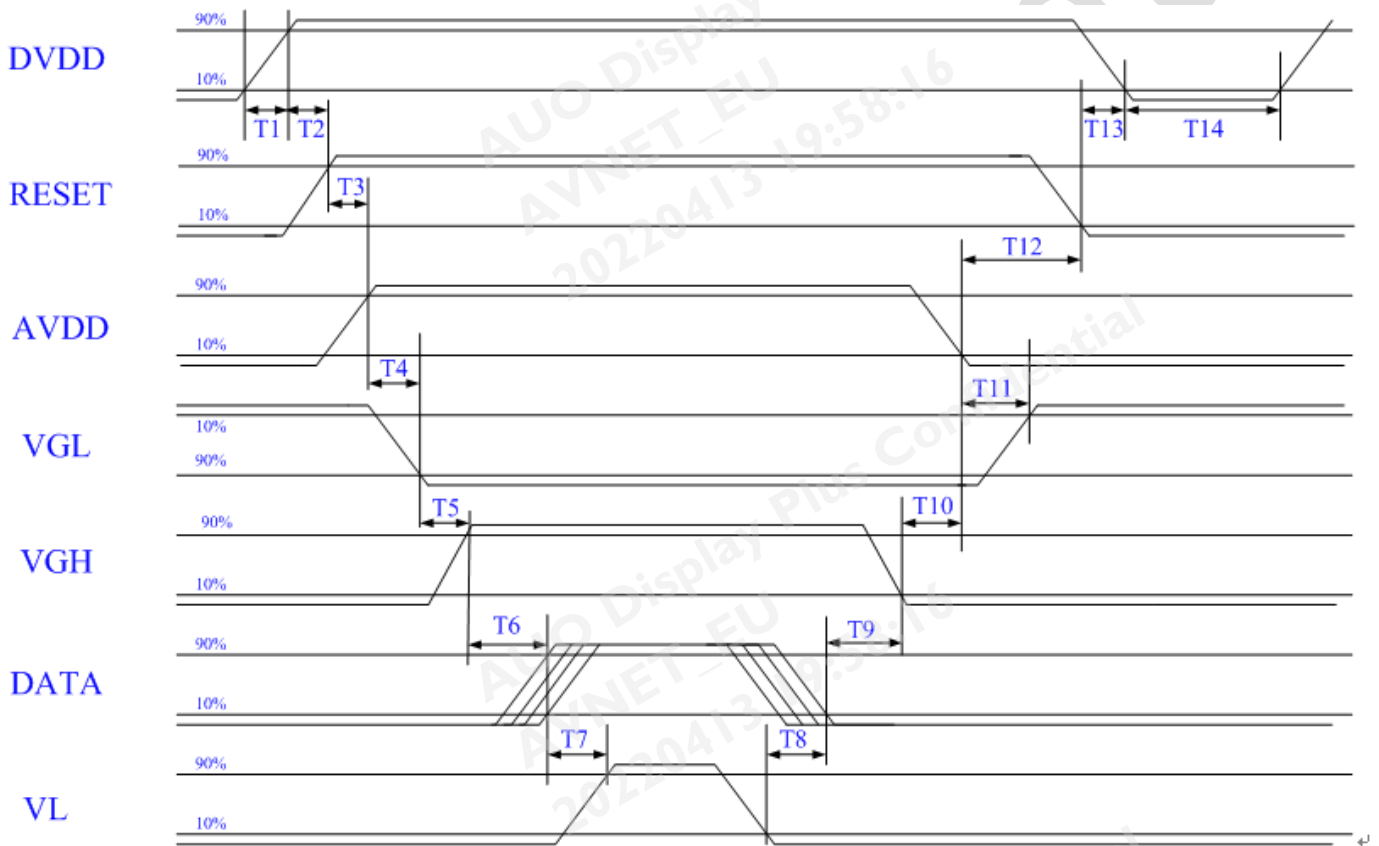 90%
DVDD
10%
T1 T2 T13 T14
90%
RESET
T3
10%
T12
90%
AVDD
10%
T4
T11
10%
VGL
90%
T5 T10
90%
VGH
10%
T6 T9
90%
DATA
10%
T7 T8
90%
VL
10%
AUO Display
AVNET_EU
20220413 19:58:16
AUO Display Plus Confidential
AVNET_EU
20220413 19:58:16